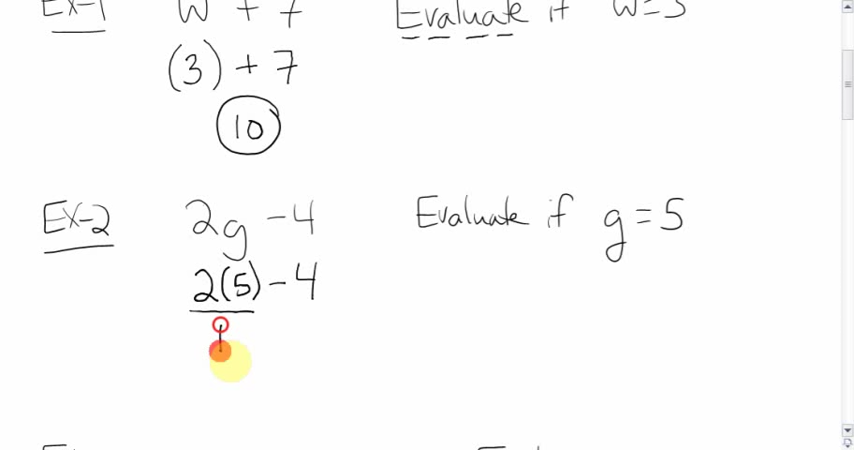 Ex-1 w + 7 Evaluate if w=3
(3) + 7
10
Ex-2 2g - 4 Evaluate if g=5
2(5) - 4